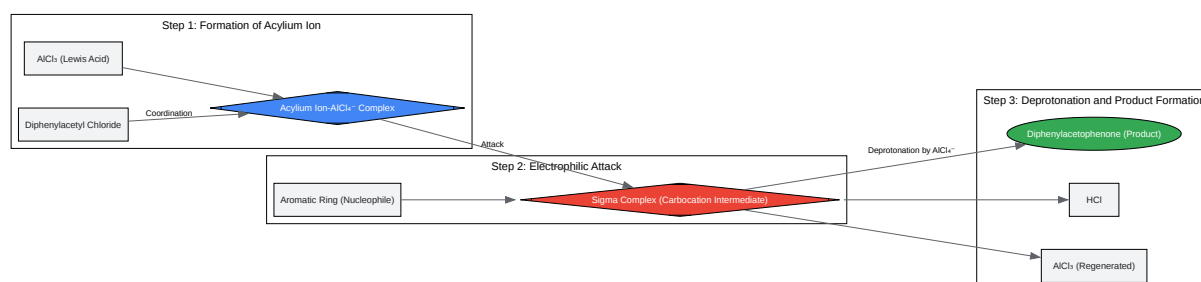 Step 1: Formation of Acylium Ion
AlCl₃ (Lewis Acid)
Diphenylacetyl Chloride
Coordination
Acylium Ion-AlCl₄⁻ Complex
Attack
Step 2: Electrophilic Attack
Aromatic Ring (Nucleophile)
Sigma Complex (Carbocation Intermediate)
Deprotonation by AlCl₄⁻
Step 3: Deprotonation and Product Formation
Diphenylacetophenone (Product)
HCl
AlCl₃ (Regenerated)